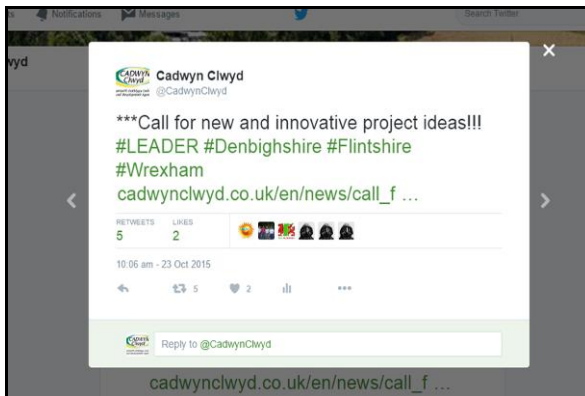 Notifications Messages Search Twitter
wyd
Cadwyn Clwyd
@CadwynClwyd
***Call for new and innovative project ideas!!!
#LEADER #Denbighshire #Flintshire
#Wrexham
cadwynclwyd.co.uk/en/news/call_f ...
RETWEETS LIKES
5 2
10:06 am - 23 Oct 2015
5 2
Reply to @CadwynClwyd
cadwynclwyd.co.uk/en/news/call_f ...